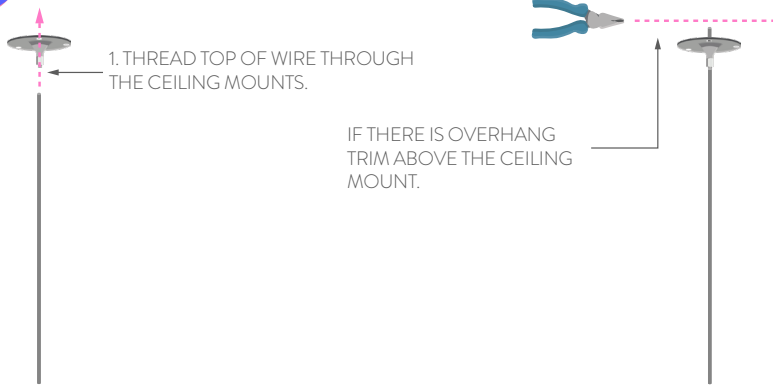 1. THREAD TOP OF WIRE THROUGH
THE CEILING MOUNTS.
IF THERE IS OVERHANG
TRIM ABOVE THE CEILING
MOUNT.